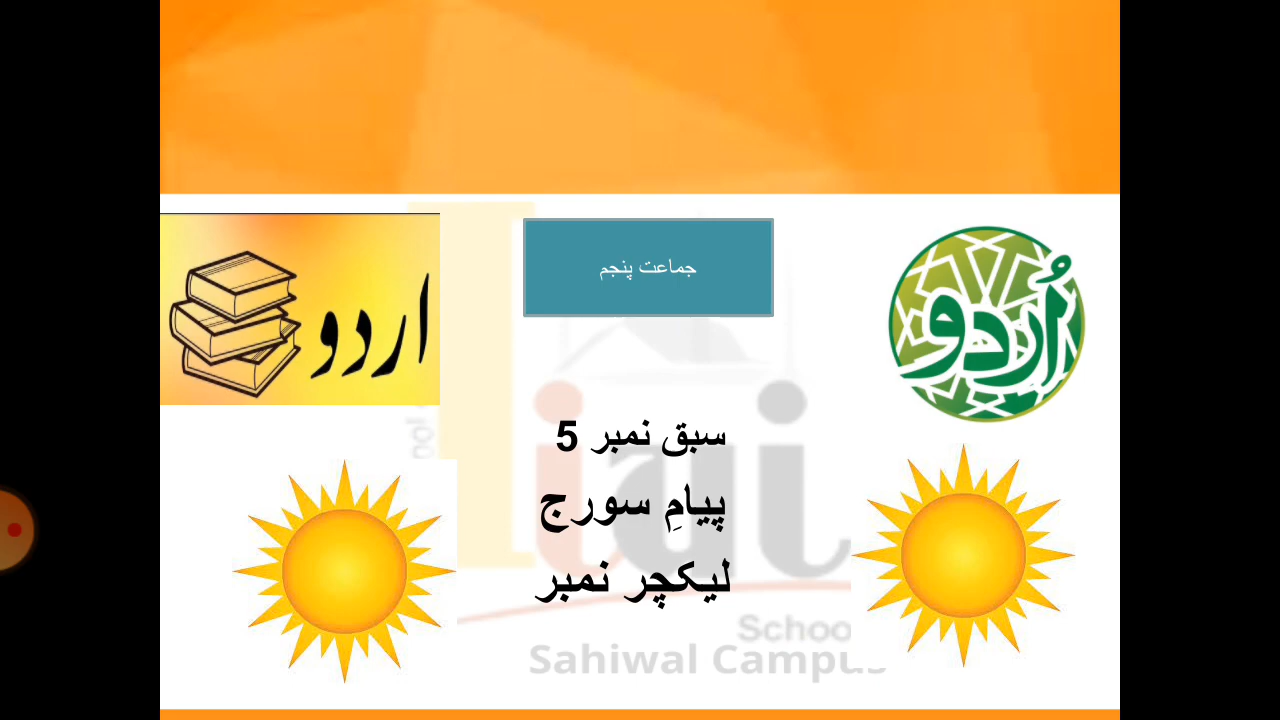 جماعت پنجم
اردو
اُردو
سبق نمبر 5
پیامِ سورج
لیکچر نمبر
School
Sahiwal Campus